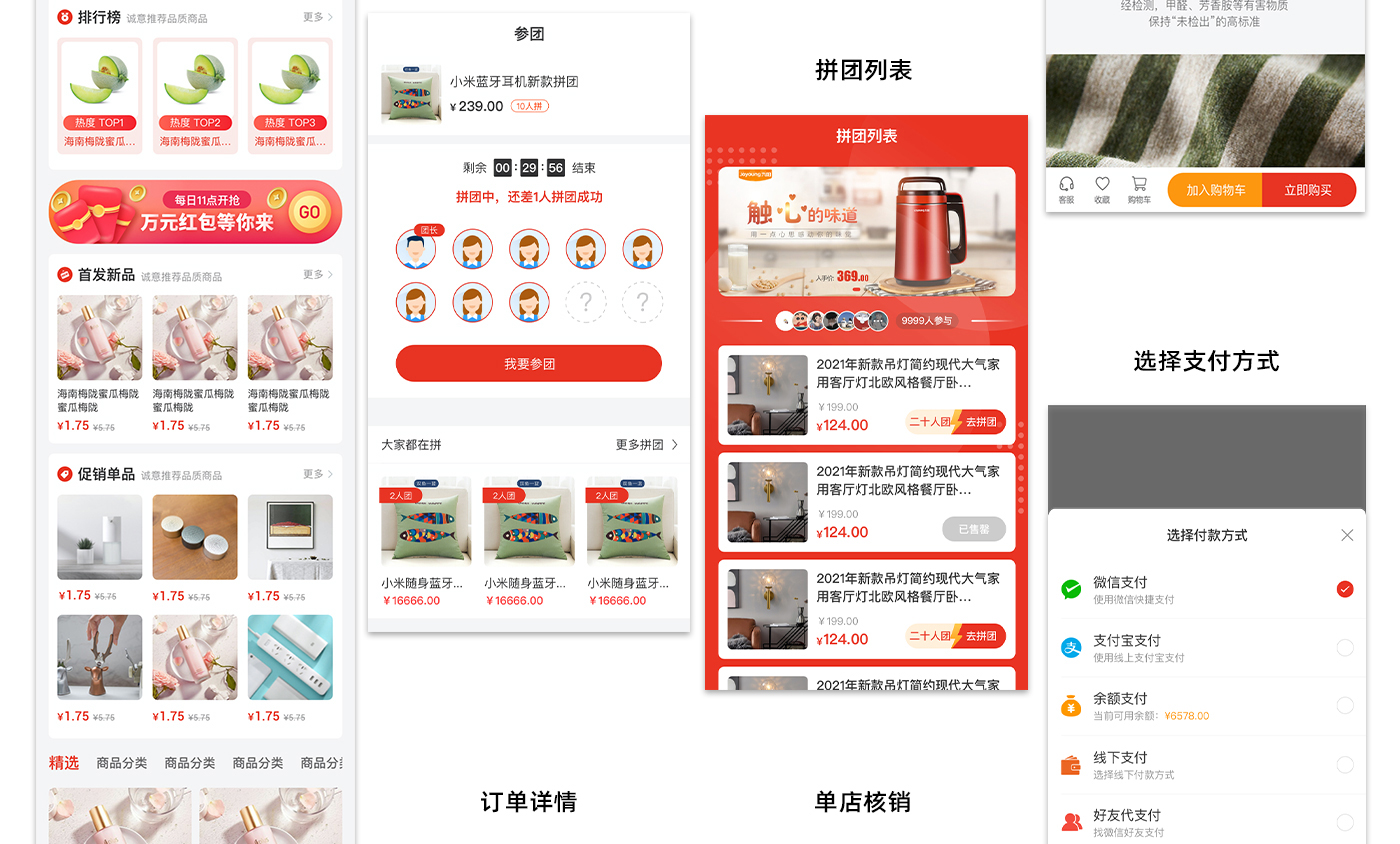 排行榜 诚意推荐品质商品 更多
热度 TOP1 热度 TOP2 热度 TOP3
海南梅陇蜜瓜... 海南梅陇蜜瓜... 海南梅陇蜜瓜...
每日11点开抢
万元红包等你来
GO
首发新品 诚意推荐品质商品 更多
海南梅陇蜜瓜梅陇 海南梅陇蜜瓜梅陇 海南梅陇蜜瓜梅陇
蜜瓜梅陇 蜜瓜梅陇 蜜瓜梅陇
¥1.75 ¥5.75 ¥1.75 ¥5.75 ¥1.75 ¥5.75
促销单品 诚意推荐品质商品 更多
¥1.75 ¥5.75 ¥1.75 ¥5.75 ¥1.75 ¥5.75
¥1.75 ¥5.75 ¥1.75 ¥5.75 ¥1.75 ¥5.75
精选 商品分类 商品分类 商品分类 商品分
参团
小米蓝牙耳机新款拼团
¥239.00 10人拼
剩余 00:29:56 结束
拼团中，还差1人拼团成功
团长
? ?
我要参团
大家都在拼 更多拼团
2人团 2人团 2人团
小米随身蓝牙... 小米随身蓝牙... 小米随身蓝牙...
¥16666.00 ¥16666.00 ¥16666.00
订单详情
拼团列表
拼团列表
Joyoung九阳
触心的味道
用一点心思感动你的味觉
369.00
9999人参与
2021年新款吊灯简约现代大气家
用客厅灯北欧风格餐厅卧...
¥199.00
¥124.00 二十人团 去拼团
2021年新款吊灯简约现代大气家
用客厅灯北欧风格餐厅卧...
¥199.00
¥124.00 已售罄
2021年新款吊灯简约现代大气家
用客厅灯北欧风格餐厅卧...
¥199.00
¥124.00 二十人团 去拼团
2021年新款吊灯简约现代大气家
单店核销
经检测，甲醛、芳香胺等有害物质
保持“未检出”的高标准
客服 收藏 购物车 加入购物车 立即购买
选择支付方式
选择付款方式
微信支付
使用微信快捷支付
支付宝支付
使用线上支付宝支付
余额支付
当前可用余额：¥6578.00
线下支付
选择线下付款方式
好友代支付
找微信好友支付